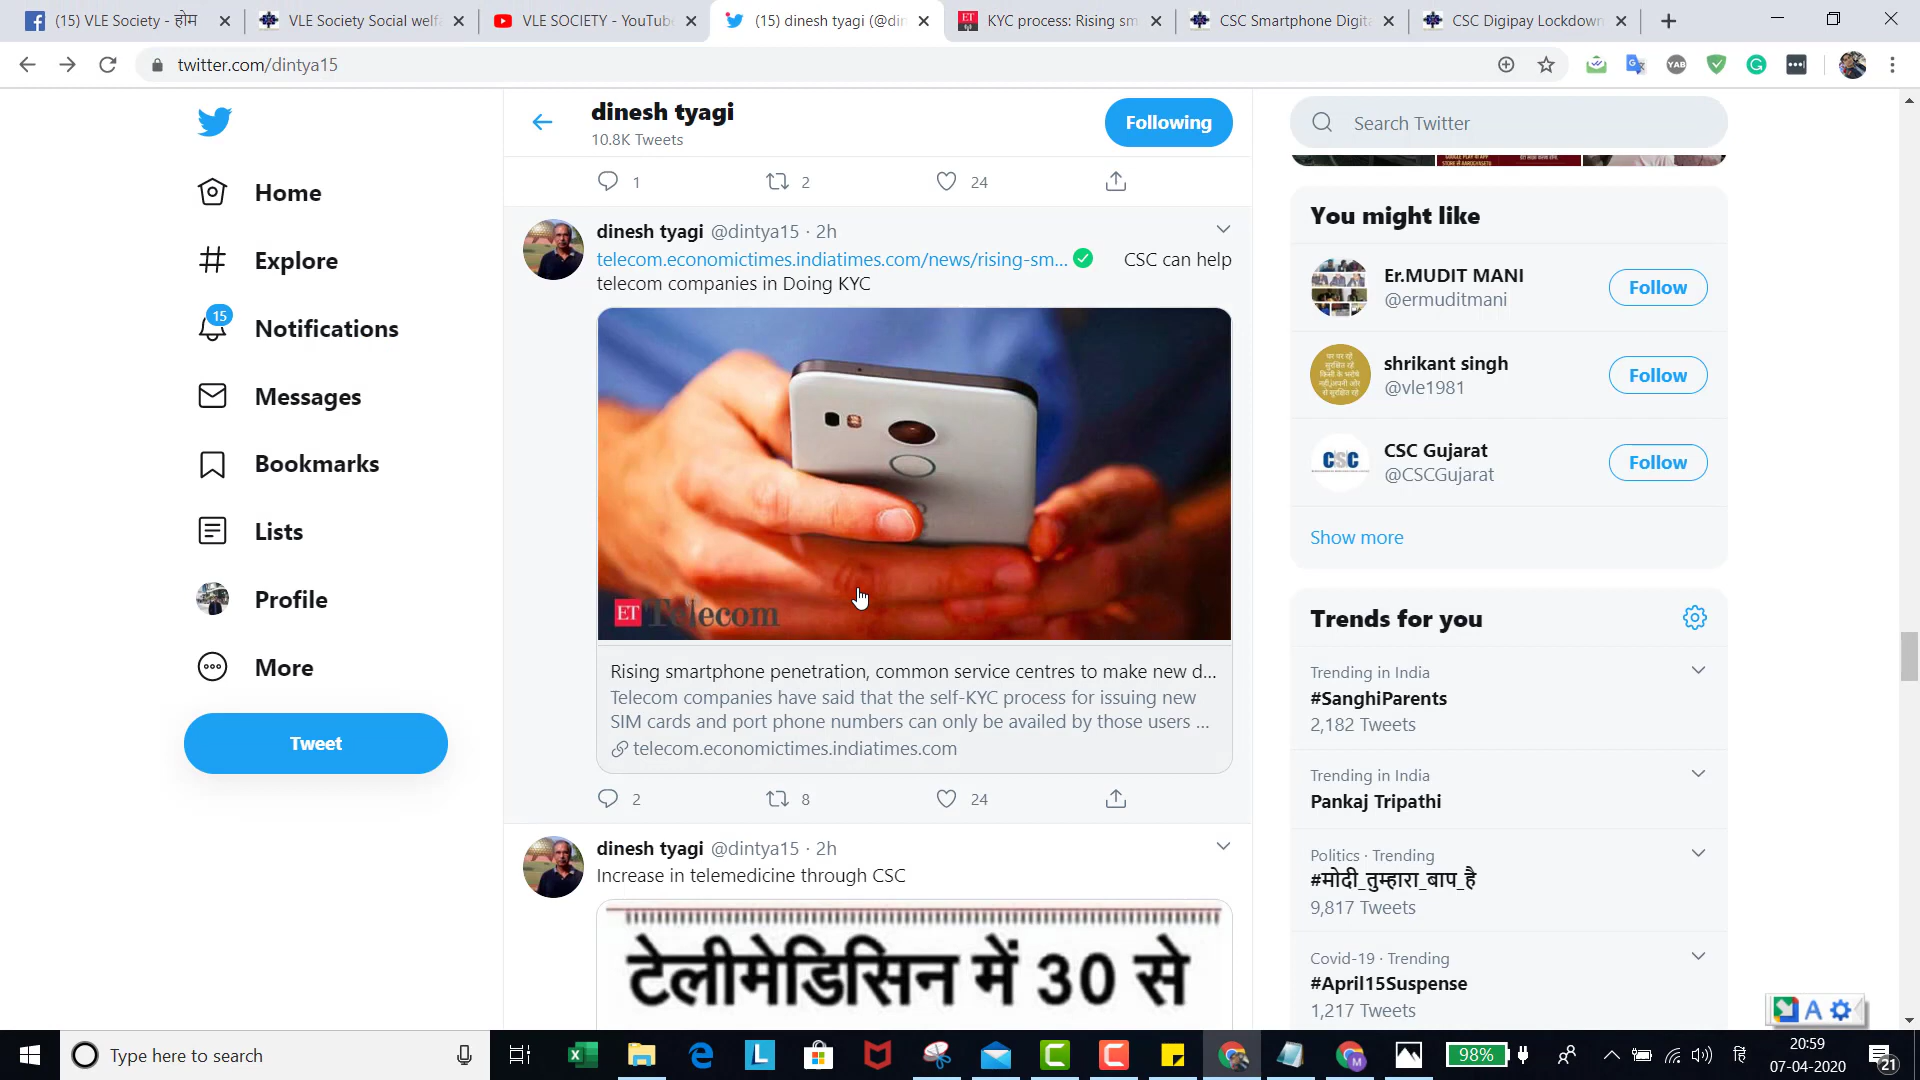 (15) VLE Society - होम
VLE Society Social welf
VLE SOCIETY - YouTube
(15) dinesh tyagi (@din
KYC process: Rising sm
CSC Smartphone Digit
CSC Digipay Lockdown
twitter.com/dintya15
Home
Explore
15
Notifications
Messages
Bookmarks
Lists
Profile
More
Tweet
dinesh tyagi
10.8K Tweets
Following
1
2
24
dinesh tyagi @dintya15 · 2h
telecom.economictimes.indiatimes.com/news/rising-sm... CSC can help
telecom companies in Doing KYC
ET Telecom
Rising smartphone penetration, common service centres to make new d...
Telecom companies have said that the self-KYC process for issuing new
SIM cards and port phone numbers can only be availed by those users ...
telecom.economictimes.indiatimes.com
2
8
24
dinesh tyagi @dintya15 · 2h
Increase in telemedicine through CSC
टेलीमेडिसिन में 30 से
Search Twitter
You might like
Er.MUDIT MANI
@ermuditmani
Follow
shrikant singh
@vle1981
Follow
CSC
CSC Gujarat
@CSCGujarat
Follow
Show more
Trends for you
Trending in India
#SanghiParents
2,182 Tweets
Trending in India
Pankaj Tripathi
Politics · Trending
#मोदी_तुम्हारा_बाप_है
9,817 Tweets
Covid-19 · Trending
#April15Suspense
1,217 Tweets
A
Type here to search
98%
हि
20:59
07-04-2020
21